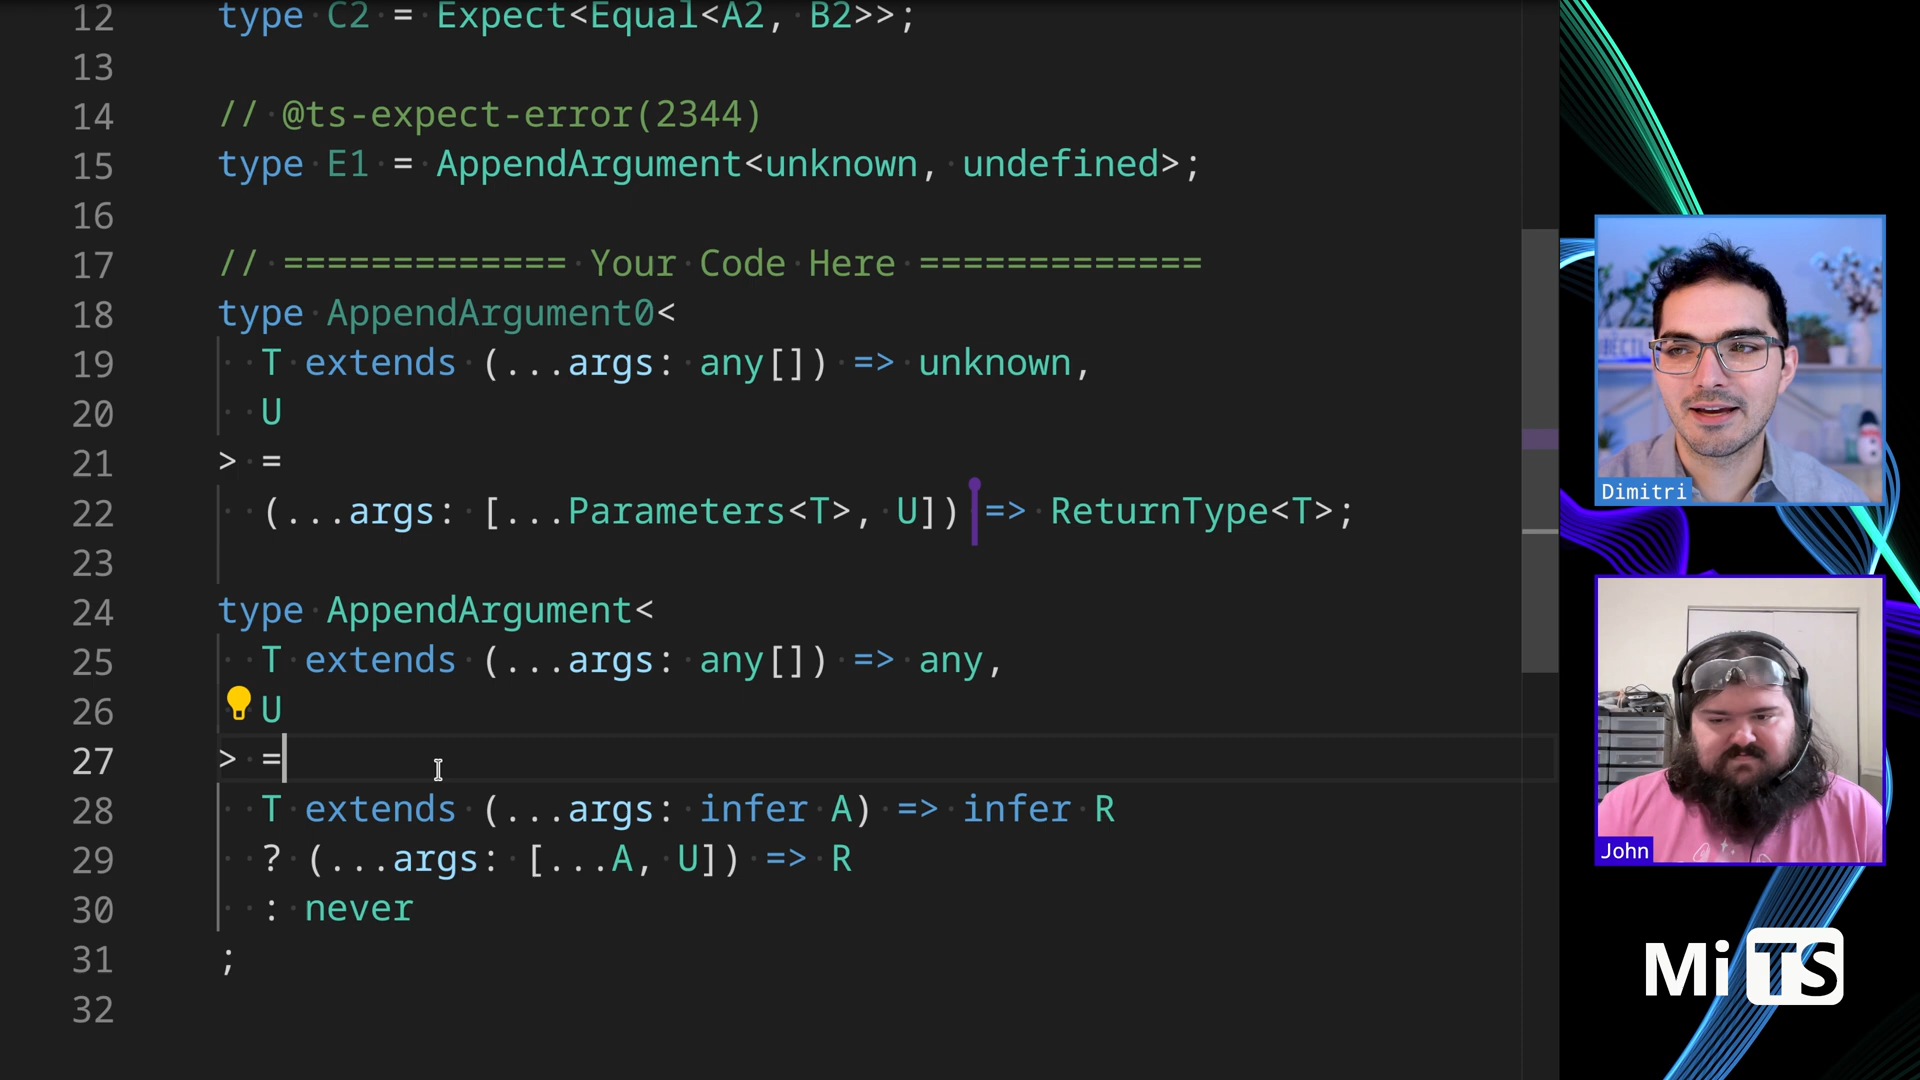 12 type C2 = Expect<Equal<A2, B2>>;
13
14 // @ts-expect-error(2344)
15 type E1 = AppendArgument<unknown, undefined>;
16
17 // ============= Your Code Here =============
18 type AppendArgument0<
19 T extends (...args: any[]) => unknown,
20 U
21 > =
22 (...args: [...Parameters<T>, U]) => ReturnType<T>;
23
24 type AppendArgument<
25 T extends (...args: any[]) => any,
26 U
27 > =
28 T extends (...args: infer A) => infer R
29 ? (...args: [...A, U]) => R
30 : never
31 ;
32
Dimitri
John
Mi TS